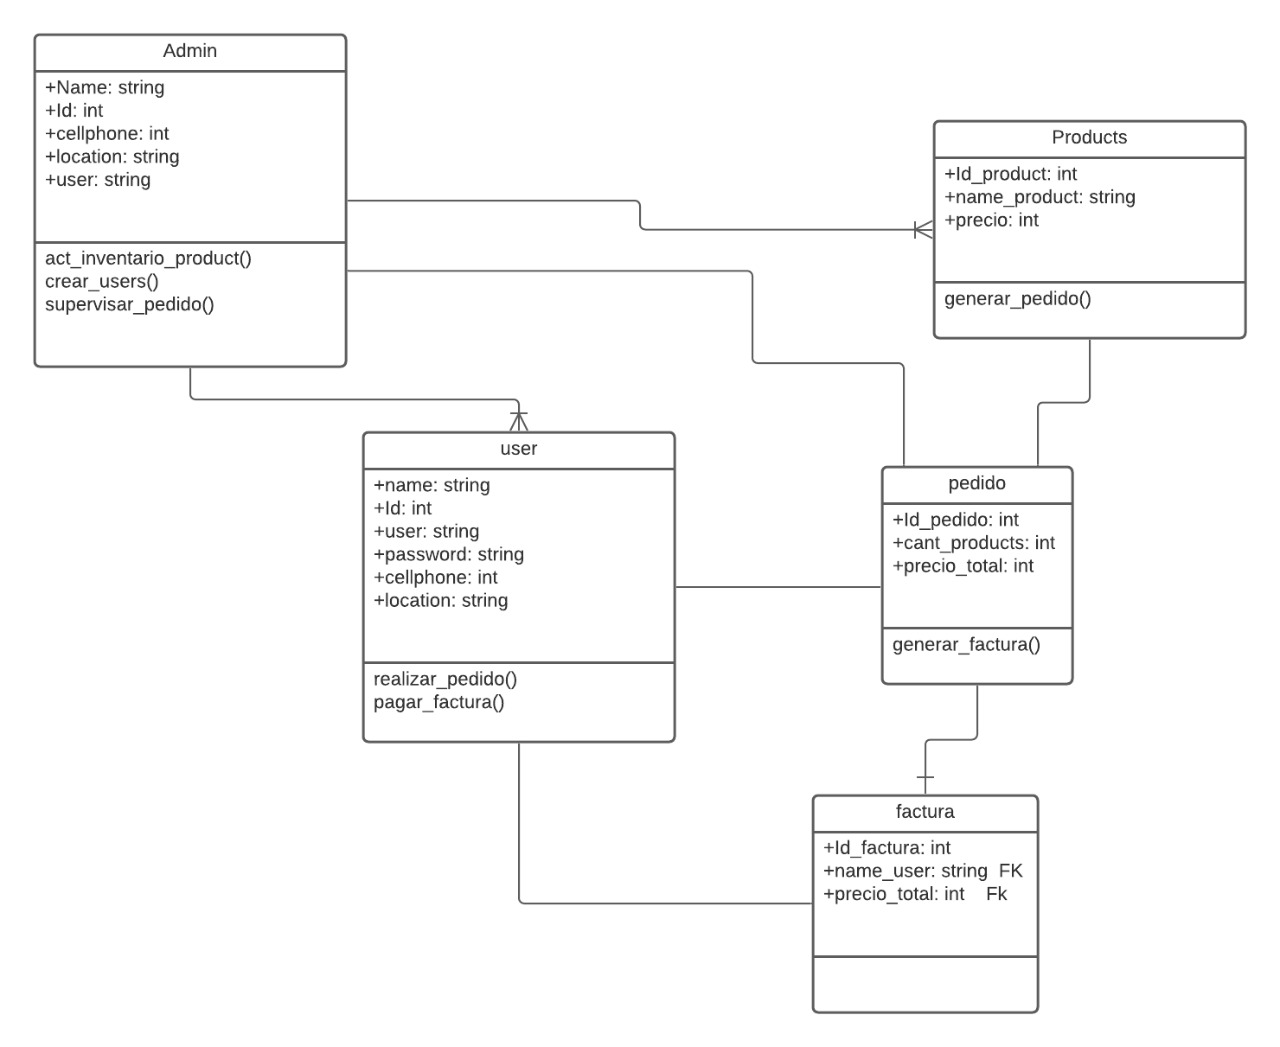 Admin
+Name: string
+Id: int
+cellphone: int
+location: string
+user: string
act_inventario_product()
crear_users()
supervisar_pedido()
Products
+Id_product: int
+name_product: string
+precio: int
generar_pedido()
user
+name: string
+Id: int
+user: string
+password: string
+cellphone: int
+location: string
realizar_pedido()
pagar_factura()
pedido
+Id_pedido: int
+cant_products: int
+precio_total: int
generar_factura()
factura
+Id_factura: int
+name_user: string  FK
+precio_total: int    Fk